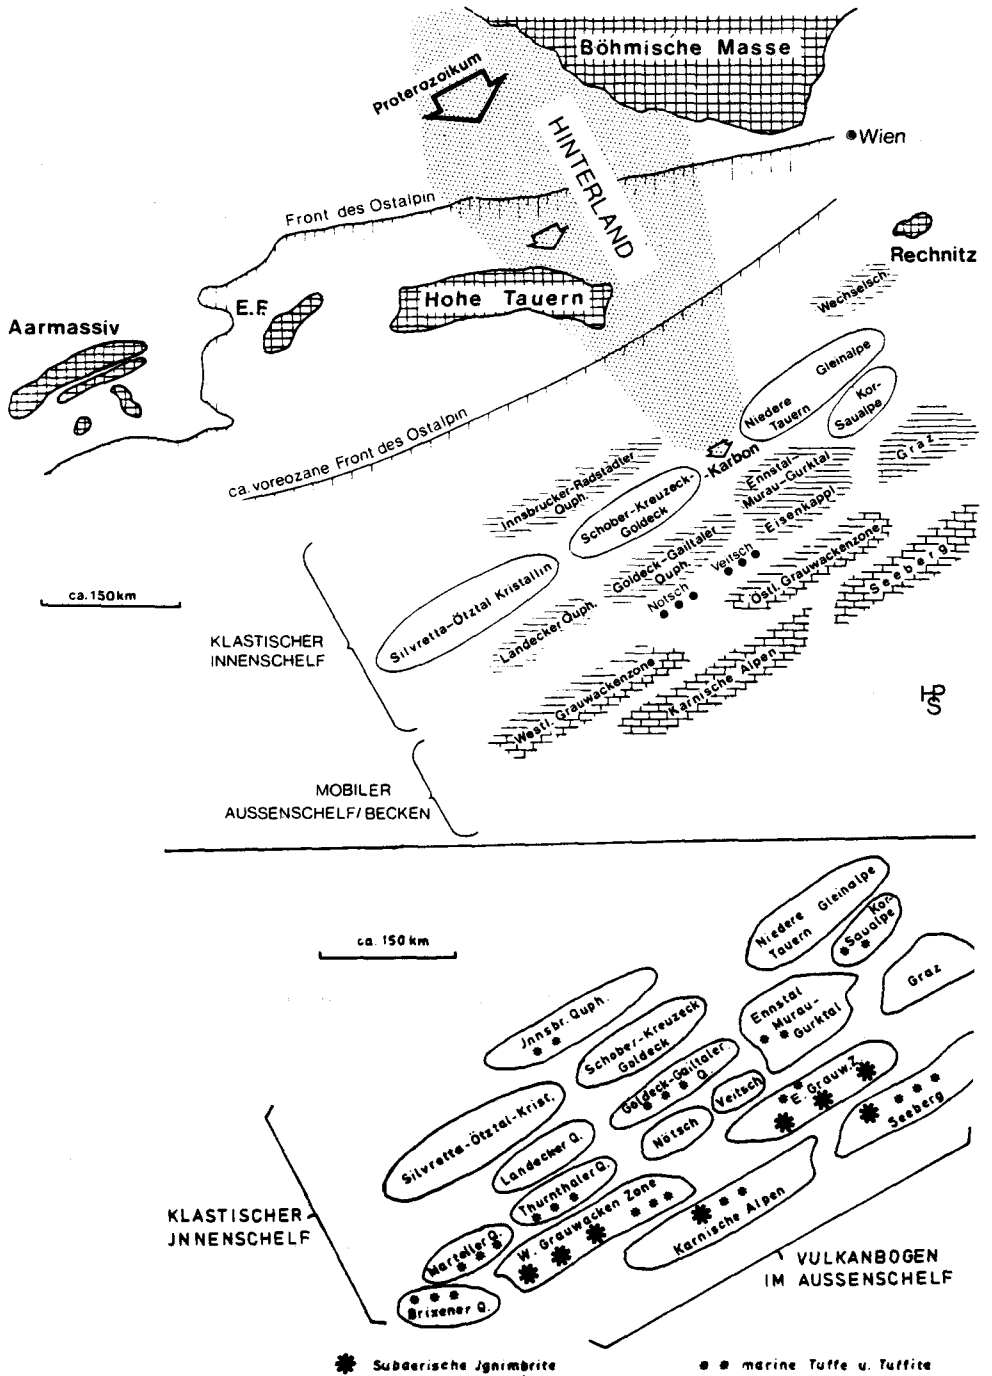 Böhmische Masse
Proterozoikum
HINTERLAND
Wien
Front des Ostalpin
Rechnitz
Wechselsch.
E.F.
Hohe Tauern
Aarmassiv
Niedere Gleinalpe
Tauern
Kor-
Saualpe
ca. voreozane Front des Ostalpin
Karbon
Graz
Innsbrucker-Radstädter
Quph.
Ennstal-
Murau-Gurktal
Schober-Kreuzeck-
Goldeck
Eisenkappl
Goldeck-Gailtaler
Quph.
Veitsch
Silvretta-Ötztal Kristallin
Nötsch
Östl. Grauwackenzone
Seeberg
ca. 150 km
Landecker Quph.
KLASTISCHER
INNENSCHELF
Westl. Grauwackenzone
Karnische Alpen
HPS
MOBILER
AUSSENSCHELF/BECKEN
Niedere Gleinalpe
Tauern
Kor-
Saualpe
ca. 150 km
Graz
Jnnsbr. Quph.
Ennstal
Murau-
Gurktal
Schober-Kreuzeck
Goldeck
Goldeck-Gailtaler
Q.
Veitsch
E. Grauw.Z.
Seeberg
Silvretta-Ötztal-Krist.
Landecker Q.
Nötsch
Thurnthaler Q.
W. Grauwacken Zone
Karnische Alpen
Marteller Q.
Brixener Q.
KLASTISCHER
JNNENSCHELF
VULKANBOGEN
IM AUSSENSCHELF
Subaerische Jgnimbrite
marine Tuffe u. Tuffite